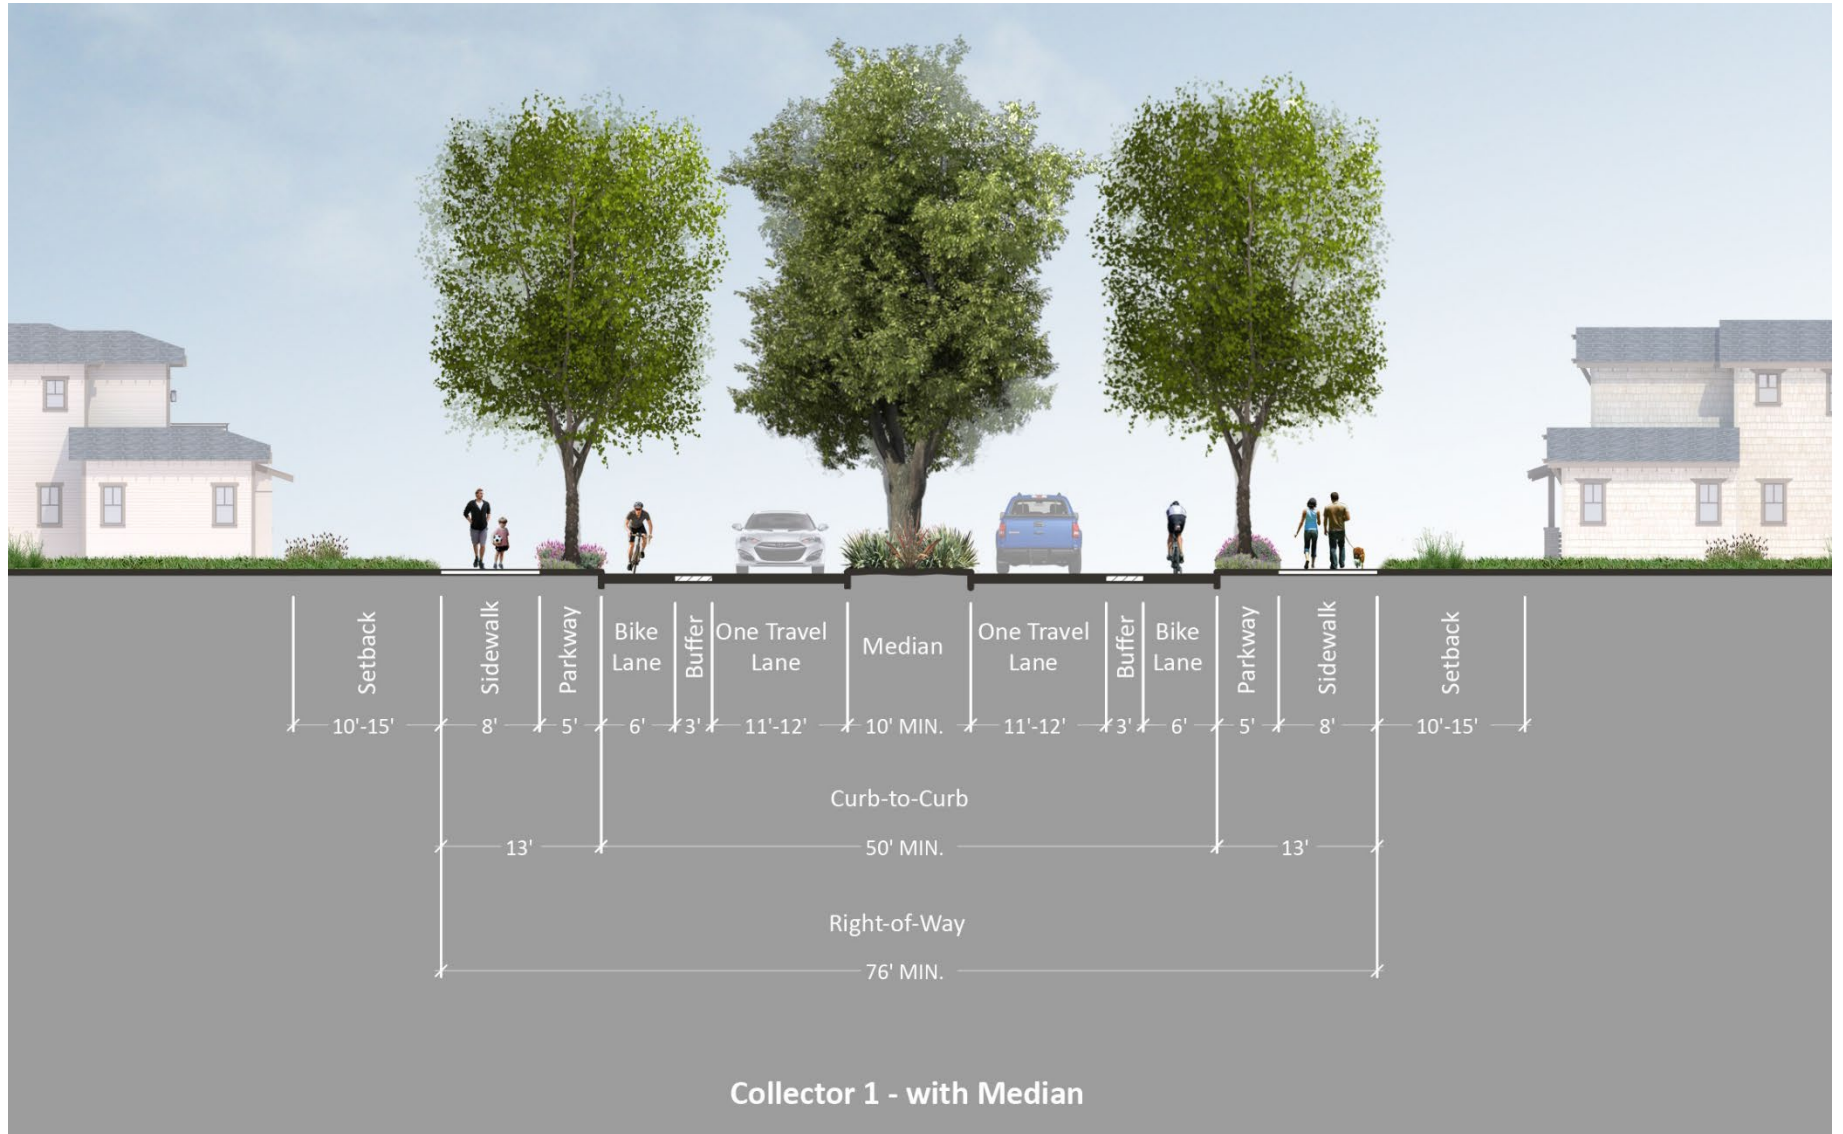 Setback
Sidewalk
Parkway
Bike
Lane
Buffer
One Travel
Lane
Median
One Travel
Lane
Buffer
Bike
Lane
Parkway
Sidewalk
Setback
10'-15'
8'
5'
6'
3'
11'-12'
10' MIN.
11'-12'
3'
6'
5'
8'
10'-15'
Curb-to-Curb
13'
50' MIN.
13'
Right-of-Way
76' MIN.
Collector 1 - with Median